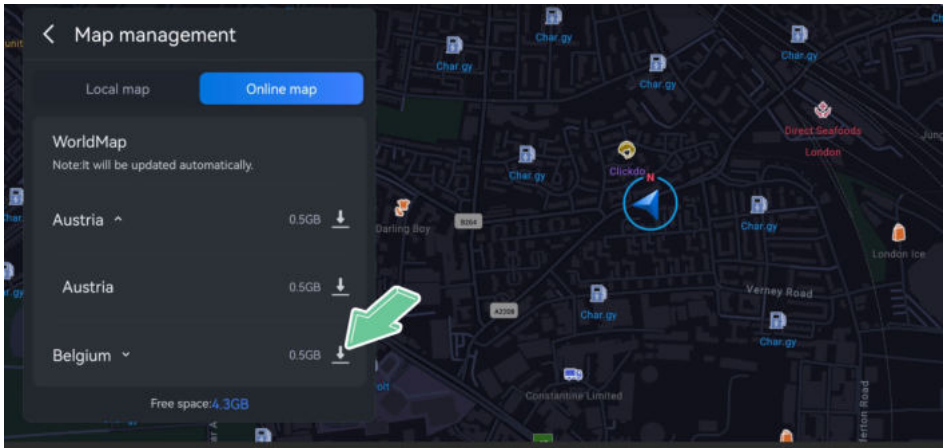 Map management
Local map
Online map
WorldMap
Note:It will be updated automatically.
Austria
0.5GB
Austria
0.5GB
Belgium
0.5GB
Free space:4.3GB
Char.gy
Char.gy
Char.gy
Char.gy
Direct Seafoods
London
Char.gy
Clickdo
N
Darling Boy
B204
Char.gy
London Ice
Verney Road
A2208
Char.gy
Char.gy
Constantine Limited